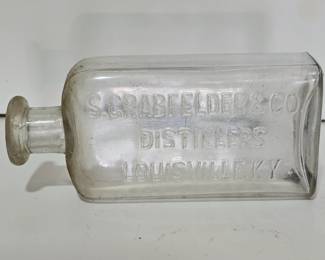 S. GRABFELDER & CO
DISTILLERS
LOUISVILLE KY.